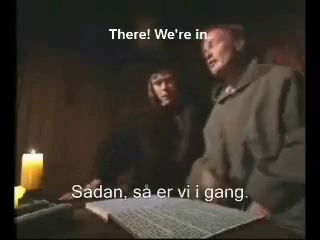 There! We're in.
Sådan, så er vi i gang.